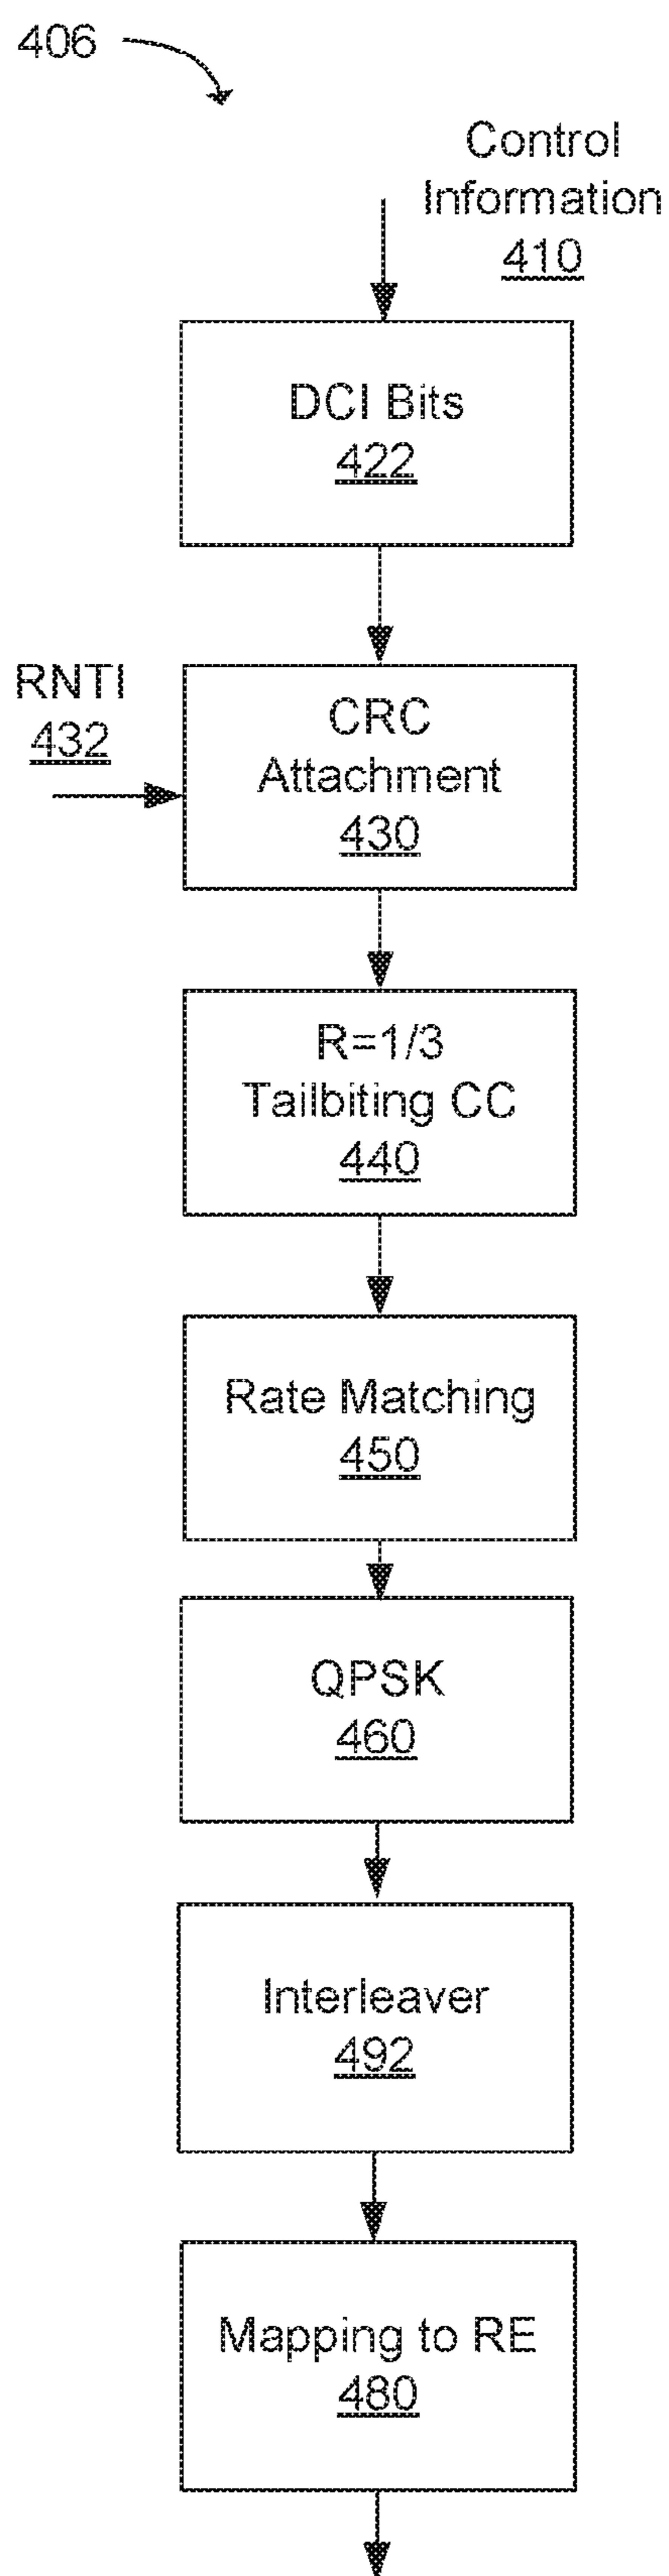 406
Control
Information
410
DCI Bits
422
RNTI
432
CRC
Attachment
430
R=1/3
Tailbiting CC
440
Rate Matching
450
QPSK
460
Interleaver
492
Mapping to RE
480